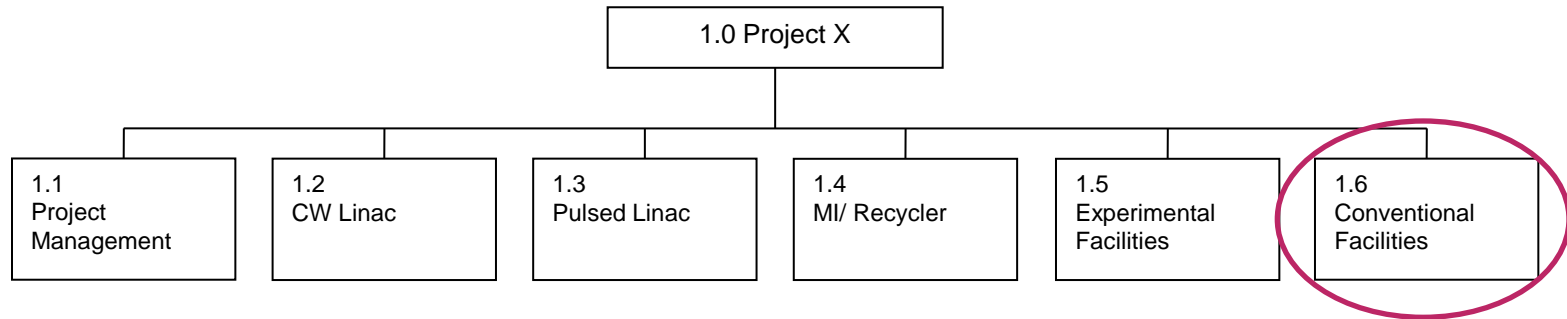 1.0 Project X
1.1
Project
Management
1.2
CW Linac
1.3
Pulsed Linac
1.4
MI/ Recycler
1.5
Experimental
Facilities
1.6
Conventional
Facilities